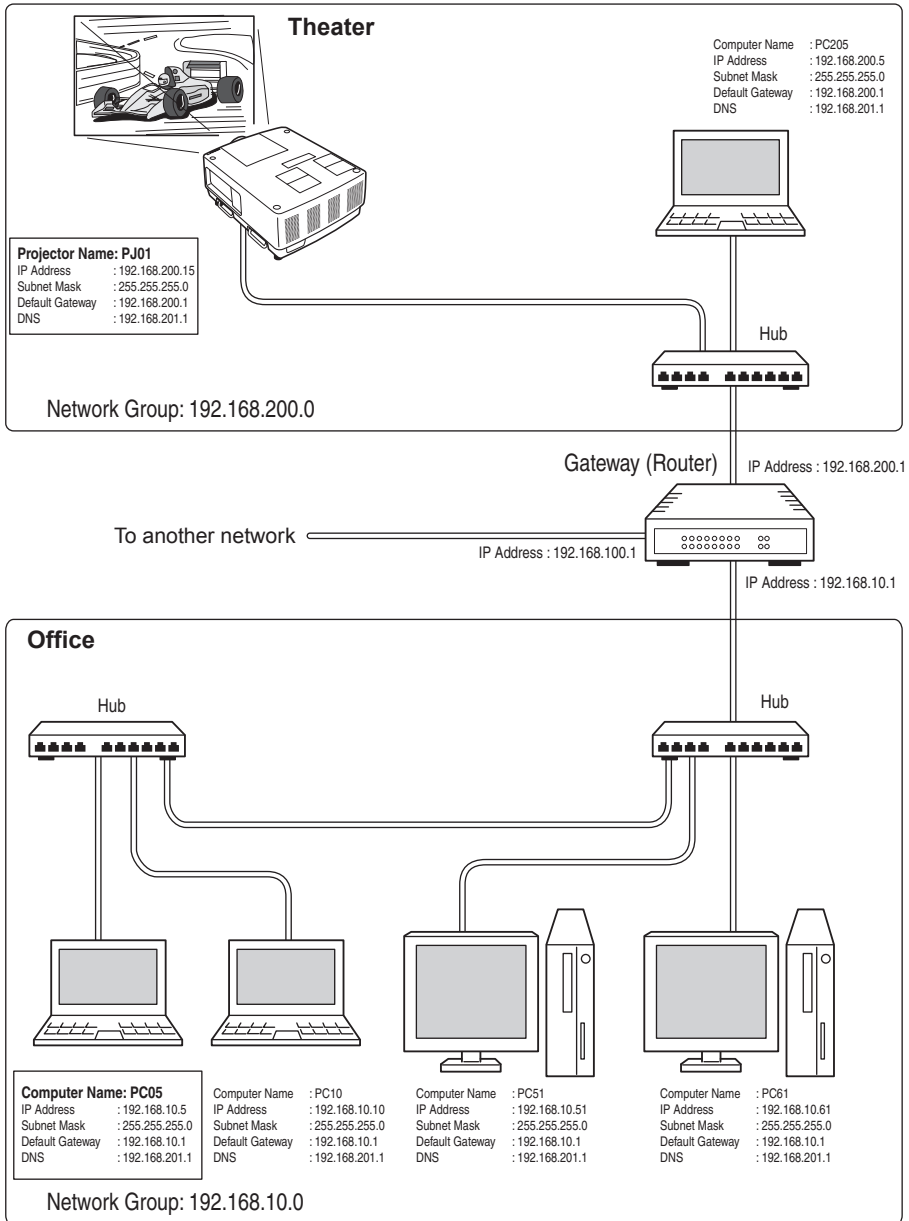 Theater
Computer Name : PC205
IP Address : 192.168.200.5
Subnet Mask : 255.255.255.0
Default Gateway : 192.168.200.1
DNS : 192.168.201.1
Projector Name: PJ01
IP Address : 192.168.200.15
Subnet Mask : 255.255.255.0
Default Gateway : 192.168.200.1
DNS : 192.168.201.1
Hub
Network Group: 192.168.200.0
Gateway (Router)
IP Address : 192.168.200.1
To another network
IP Address : 192.168.100.1
IP Address : 192.168.10.1
Office
Hub
Hub
Computer Name: PC05
IP Address : 192.168.10.5
Subnet Mask : 255.255.255.0
Default Gateway : 192.168.10.1
DNS : 192.168.201.1
Computer Name : PC10
IP Address : 192.168.10.10
Subnet Mask : 255.255.255.0
Default Gateway : 192.168.10.1
DNS : 192.168.201.1
Computer Name : PC51
IP Address : 192.168.10.51
Subnet Mask : 255.255.255.0
Default Gateway : 192.168.10.1
DNS : 192.168.201.1
Computer Name : PC61
IP Address : 192.168.10.61
Subnet Mask : 255.255.255.0
Default Gateway : 192.168.10.1
DNS : 192.168.201.1
Network Group: 192.168.10.0